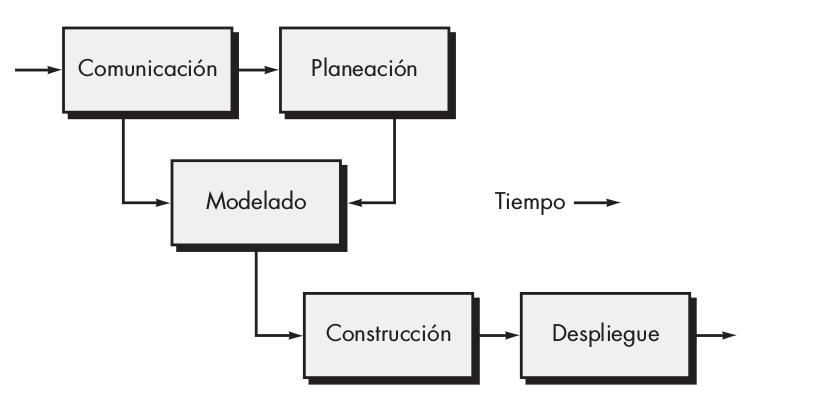 Comunicación
Planeación
Modelado
Tiempo
Construcción
Despliegue